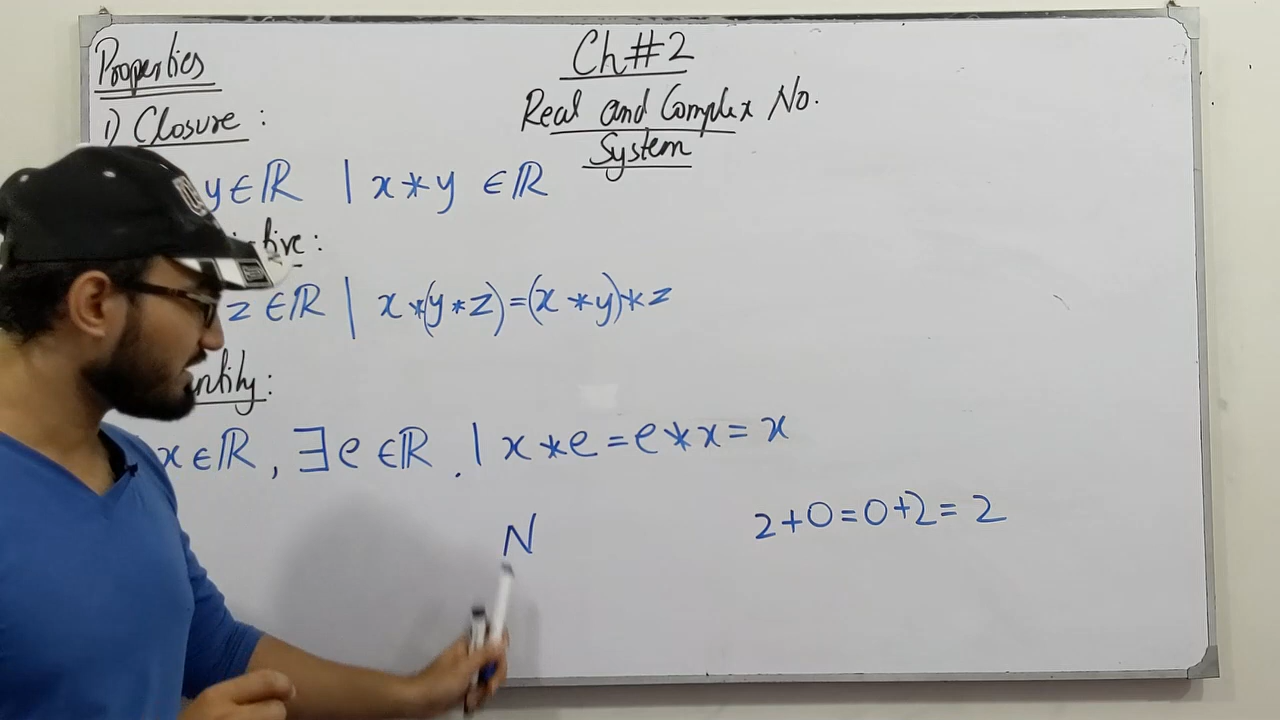 Properties
Ch#2
Real and Complex No.
System
1) Closure :
y∈ℝ | x*y ∈ℝ
z∈ℝ | x*(y*z)=(x*y)*z
x∈ℝ, ∃e∈ℝ. | x*e=e*x=x
2+0=0+2=2
N